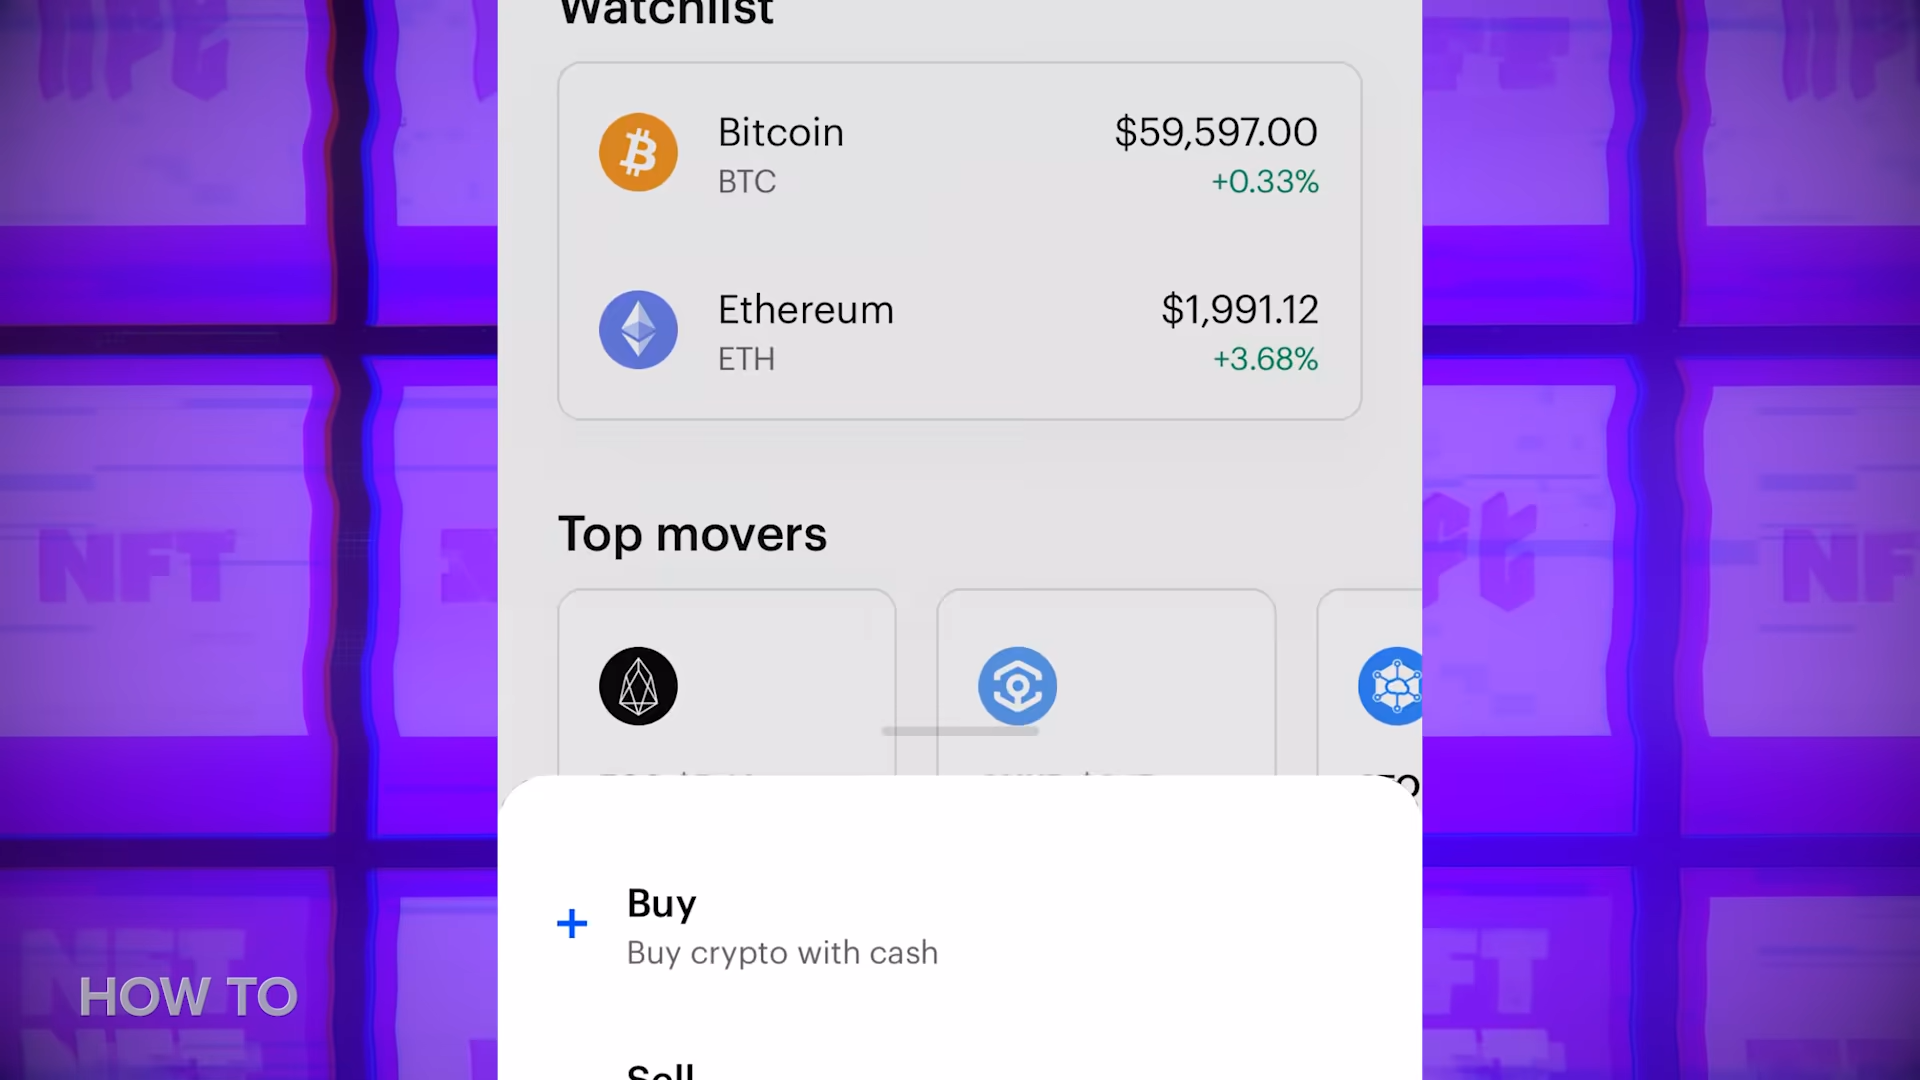 Watchlist
Bitcoin
$59,597.00
BTC
+0.33%
Ethereum
$1,991.12
ETH
+3.68%
Top movers
Buy
Buy crypto with cash
Sell
HOW TO
NFT